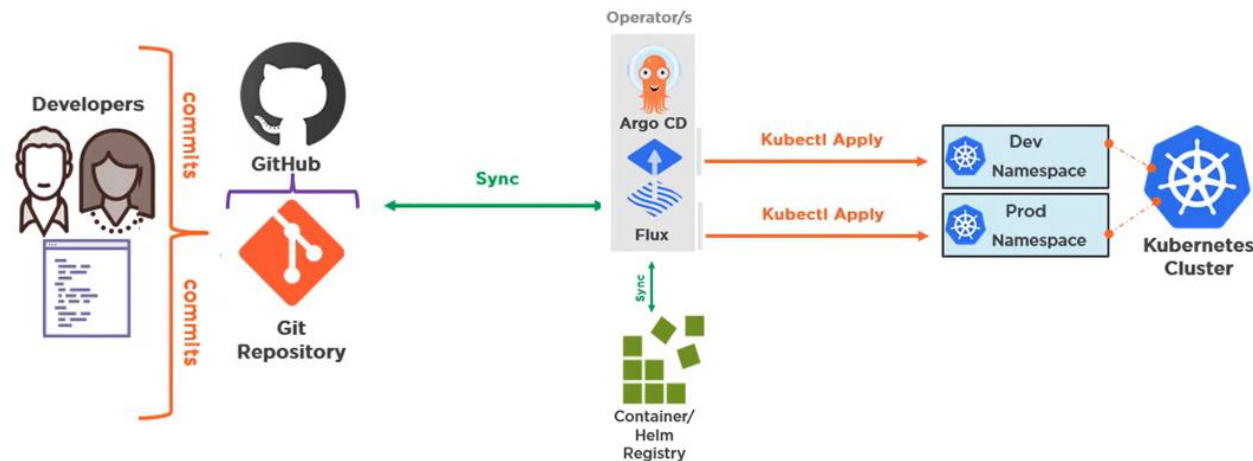 Operator/s
Developers
commits
commits
GitHub
Git
Repository
Sync
Argo CD
Flux
Sync
Container/
Helm
Registry
Kubectl Apply
Kubectl Apply
Dev
Namespace
Prod
Namespace
Kubernetes
Cluster